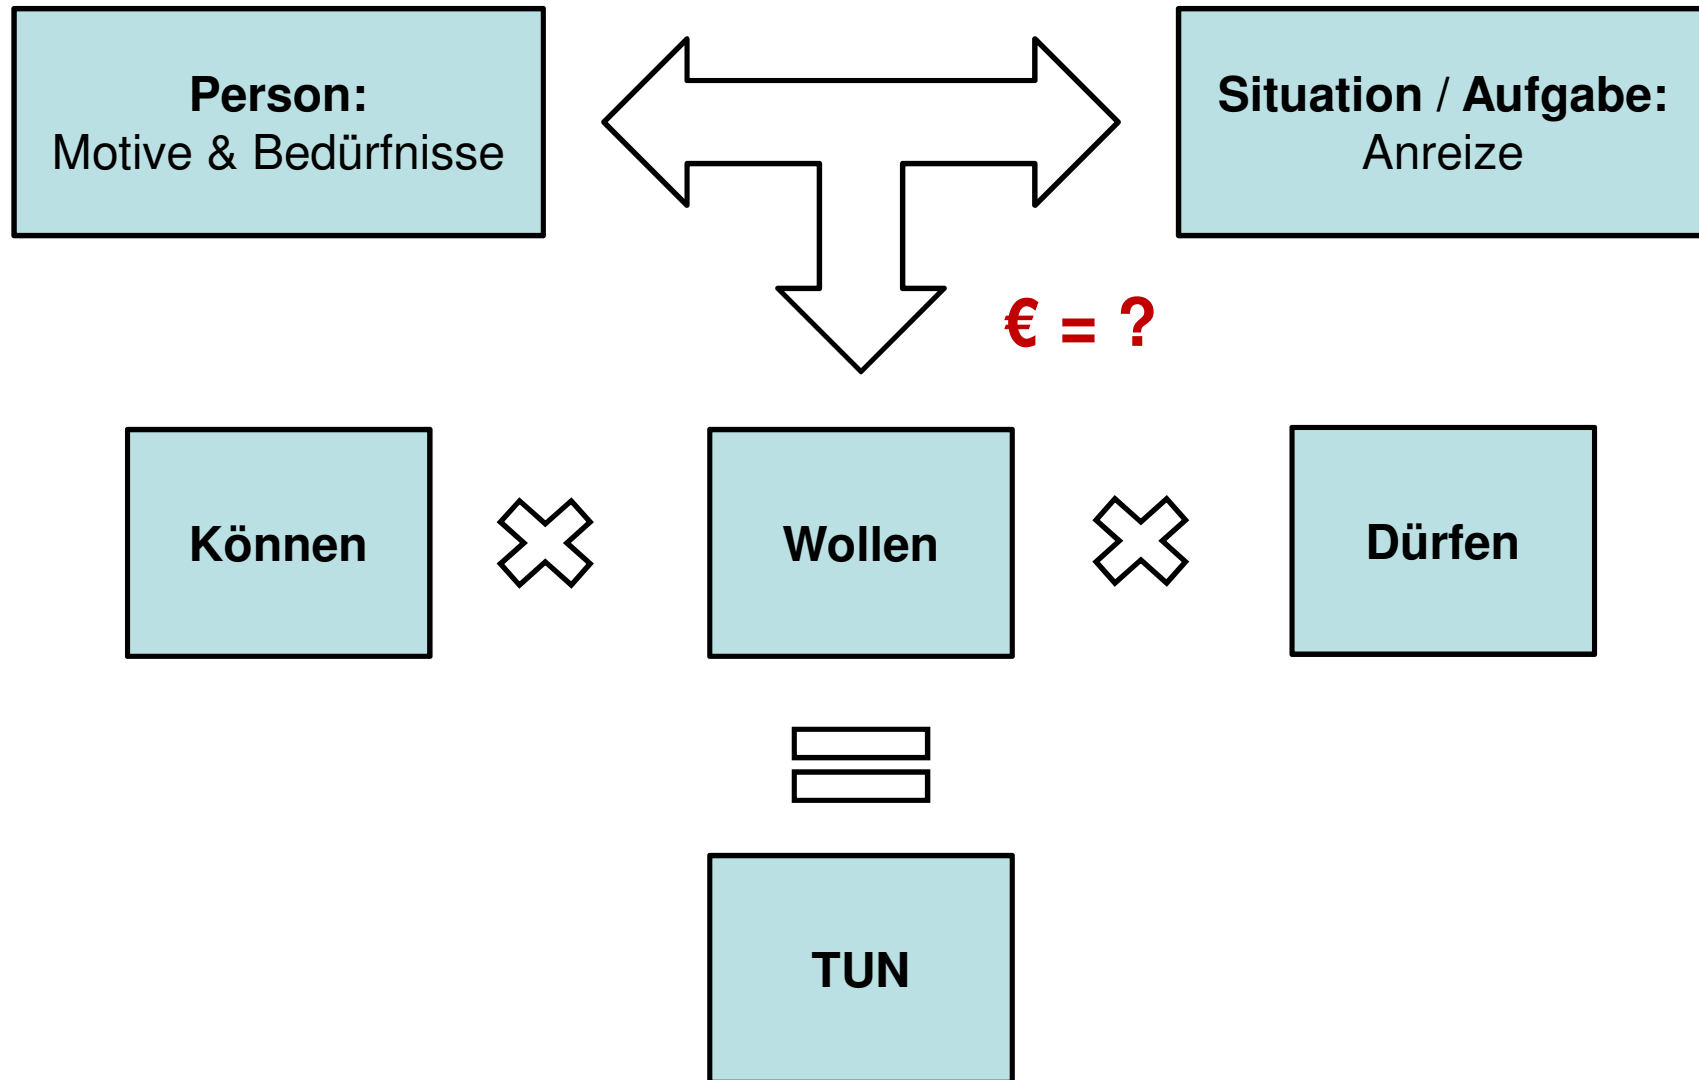 Person:
Motive & Bedürfnisse
Situation / Aufgabe:
Anreize
€ = ?
Können
Wollen
Dürfen
TUN